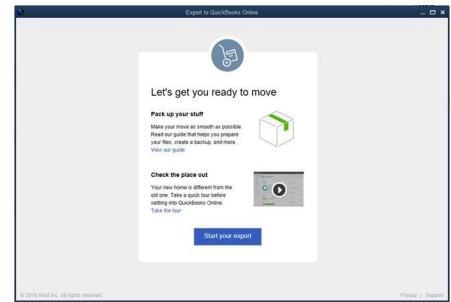 Export to QuickBooks Online
Let's get you ready to move
Pack up your stuff
Make your move as smooth as possible.
Read our guide that helps you prepare
your files, create a backup, and more.
View our guide
Check the place out
Your new home is different from the
old one. Take a quick tour before
settling into QuickBooks Online.
Take the tour
Start your export
© 2018 Intuit Inc. All rights reserved.
Privacy | Support